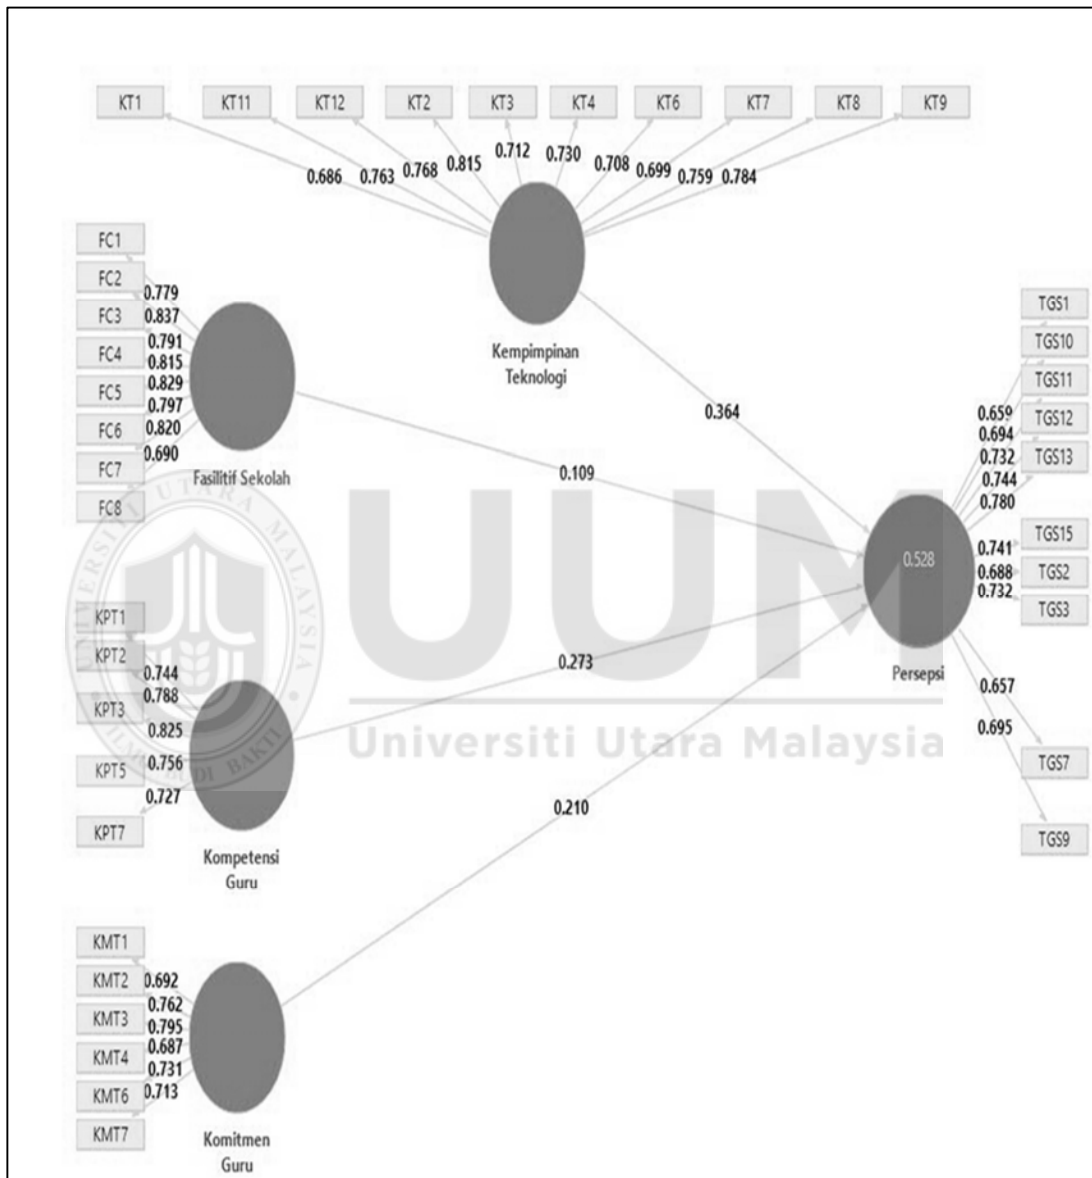 KT1 KT11 KT12 KT2 KT3 KT4 KT6 KT7 KT8 KT9
0.686 0.763 0.768 0.815 0.712 0.730 0.708 0.699 0.759 0.784
Kempimpinan
Teknologi
FC1
FC2
FC3
FC4
FC5
FC6
FC7
FC8
0.779
0.837
0.791
0.815
0.829
0.797
0.820
0.690
Fasilitif Sekolah
KPT1
KPT2
KPT3
KPT5
KPT7
0.744
0.788
0.825
0.756
0.727
Kompetensi
Guru
KMT1
KMT2
KMT3
KMT4
KMT6
KMT7
0.692
0.762
0.795
0.687
0.731
0.713
Komitmen
Guru
0.364
0.109
0.273
0.210
0.528
Persepsi
0.659
0.694
0.732
0.744
0.780
0.741
0.688
0.732
0.657
0.695
TGS1
TGS10
TGS11
TGS12
TGS13
TGS15
TGS2
TGS3
TGS7
TGS9
UUM
Universiti Utara Malaysia
UNIVERSITI UTARA MALAYSIA
ILMU BUDI BAKTI